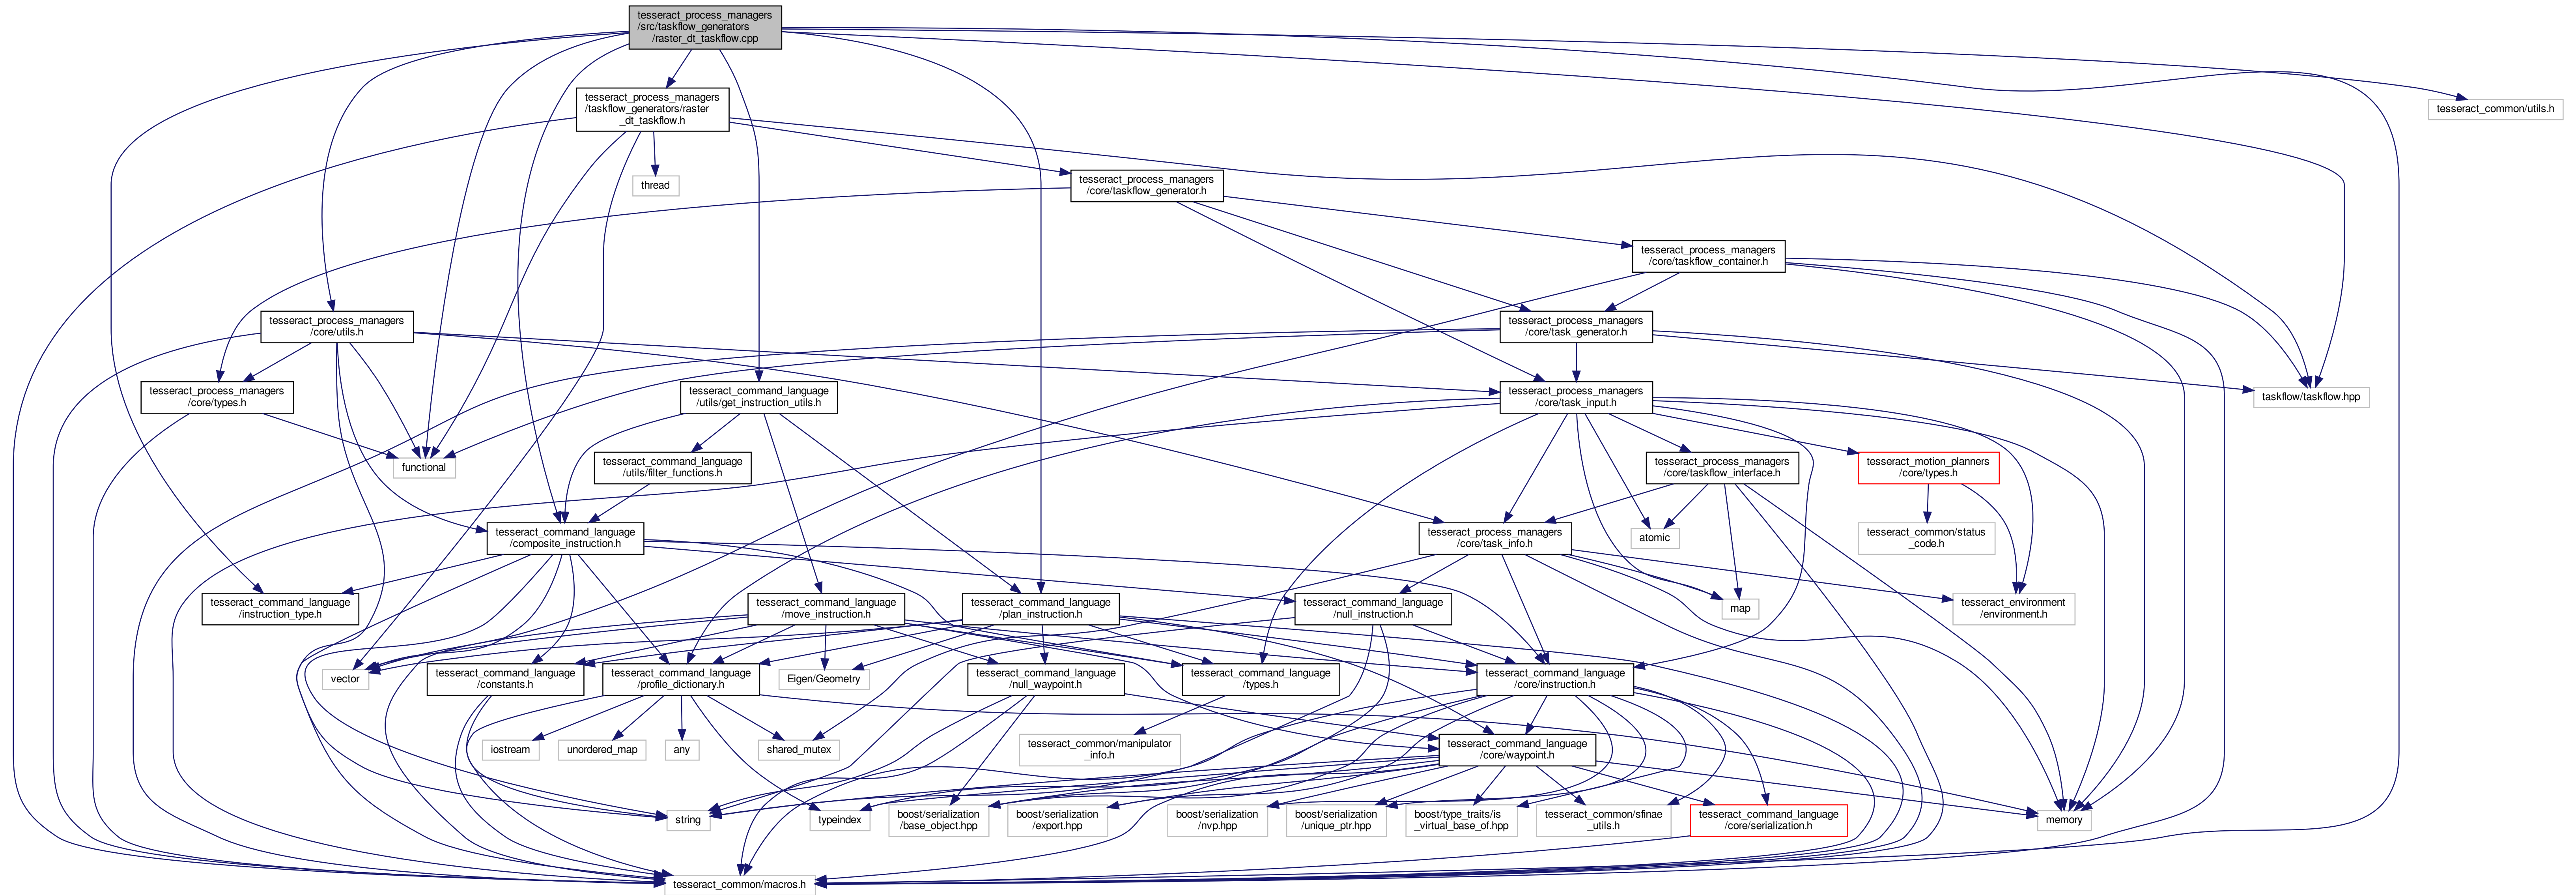 tesseract_process_managers
/src/taskflow_generators
/raster_dt_taskflow.cpp
tesseract_process_managers
/taskflow_generators/raster
_dt_taskflow.h
tesseract_common/utils.h
thread
tesseract_process_managers
/core/taskflow_generator.h
tesseract_process_managers
/core/taskflow_container.h
tesseract_process_managers
/core/utils.h
tesseract_process_managers
/core/task_generator.h
tesseract_process_managers
/core/types.h
tesseract_command_language
/utils/get_instruction_utils.h
tesseract_process_managers
/core/task_input.h
taskflow/taskflow.hpp
functional
tesseract_command_language
/utils/filter_functions.h
tesseract_process_managers
/core/taskflow_interface.h
tesseract_motion_planners
/core/types.h
tesseract_command_language
/composite_instruction.h
tesseract_process_managers
/core/task_info.h
atomic
tesseract_common/status
_code.h
tesseract_command_language
/instruction_type.h
tesseract_command_language
/move_instruction.h
tesseract_command_language
/plan_instruction.h
tesseract_command_language
/null_instruction.h
map
tesseract_environment
/environment.h
vector
tesseract_command_language
/constants.h
tesseract_command_language
/profile_dictionary.h
Eigen/Geometry
tesseract_command_language
/null_waypoint.h
tesseract_command_language
/types.h
tesseract_command_language
/core/instruction.h
iostream
unordered_map
any
shared_mutex
tesseract_common/manipulator
_info.h
tesseract_command_language
/core/waypoint.h
string
typeindex
boost/serialization
/base_object.hpp
boost/serialization
/export.hpp
boost/serialization
/nvp.hpp
boost/serialization
/unique_ptr.hpp
boost/type_traits/is
_virtual_base_of.hpp
tesseract_common/sfinae
_utils.h
tesseract_command_language
/core/serialization.h
memory
tesseract_common/macros.h